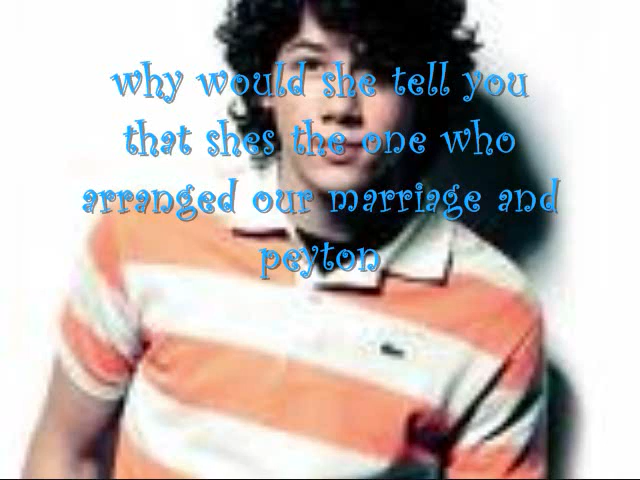 why would she tell you
that shes the one who
arranged our marriage and
peyton